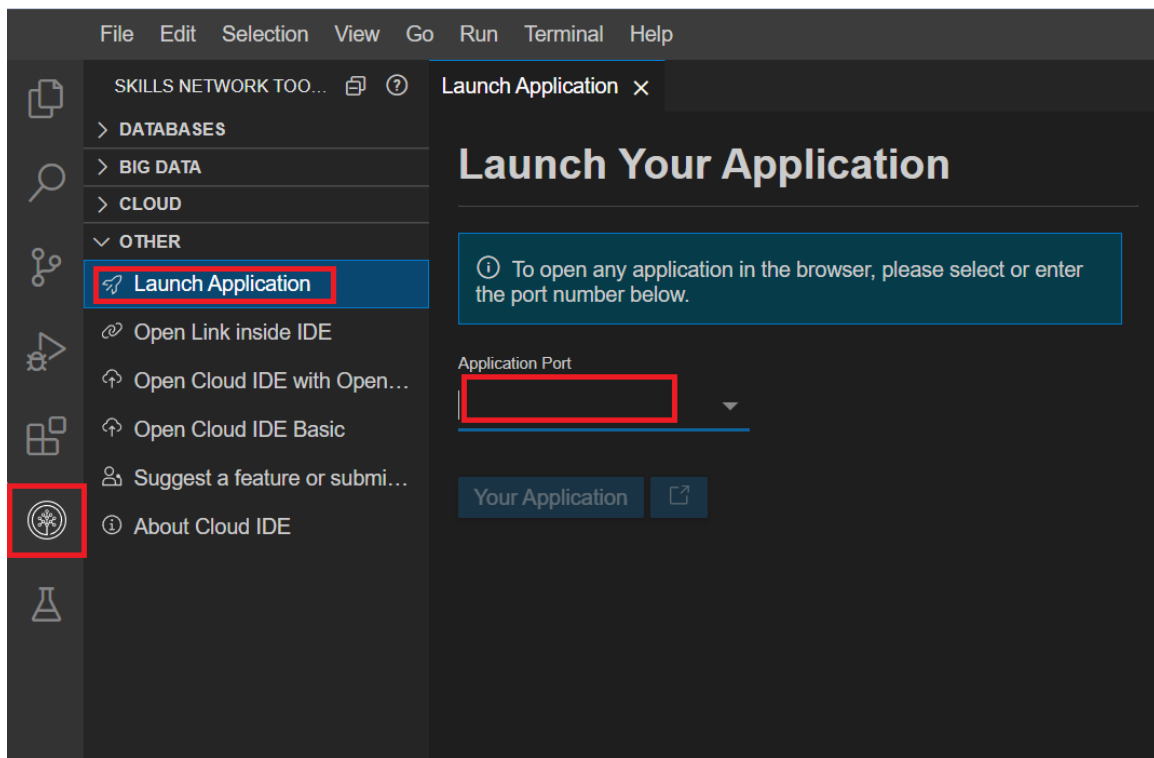 File Edit Selection View Go Run Terminal Help
SKILLS NETWORK TOO...
DATABASES
BIG DATA
CLOUD
OTHER
Launch Application
Open Link inside IDE
Open Cloud IDE with Open...
Open Cloud IDE Basic
Suggest a feature or submi...
About Cloud IDE
Launch Application
Launch Your Application
To open any application in the browser, please select or enter
the port number below.
Application Port
Your Application